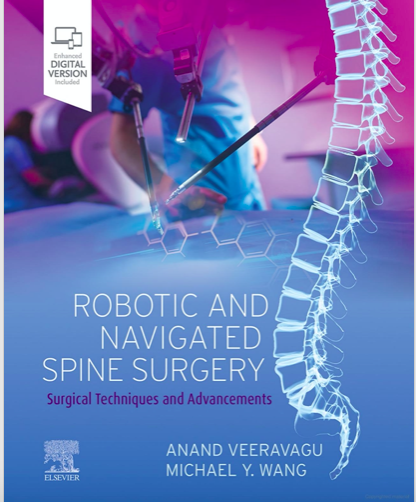 Enhanced
DIGITAL
VERSION
Included
ROBOTIC AND
NAVIGATED
SPINE SURGERY
Surgical Techniques and Advancements
ANAND VEERAVAGU
MICHAEL Y. WANG
ELSEVIER